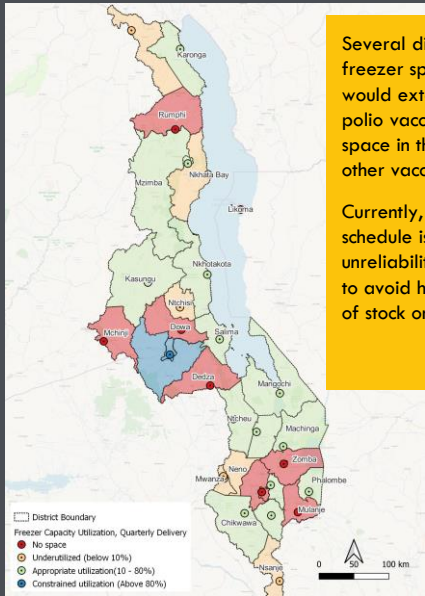 Karonga
Rumphi
Nkhata Bay
Mzimba
Likoma
Nkhotakota
Kasungu
Ntchisi
Dowa
Mchinji
Salima
Dedza
Mangochi
Ntcheu
Machinga
Neno
Zomba
Mwanza
Phalombe
Mulanje
Chikwawa
Nsanje
District Boundary
Freezer Capacity Utilization, Quarterly Delivery
No space
Underutilized (below 10%)
Appropriate utilization(10 - 80%)
Constrained utilization (Above 80%)
0 50 100 km
Several di
freezer sp
would ext
polio vacc
space in th
other vacc
Currently,
schedule is
unreliabilit
to avoid h
of stock or